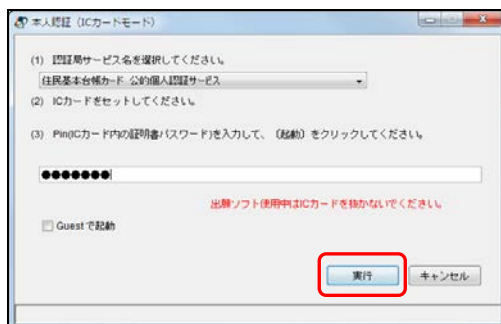 本人認証（ICカードモード）
(1) 認証局サービス名を選択してください。
住民基本台帳カード 公的個人認証サービス
(2) ICカードをセットしてください。
(3) Pin(ICカード内の証明書パスワード)を入力して、（起動）をクリックしてください。
●●●●●●●
出願ソフト使用中はICカードを抜かないでください。
Guestで起動
実行 キャンセル